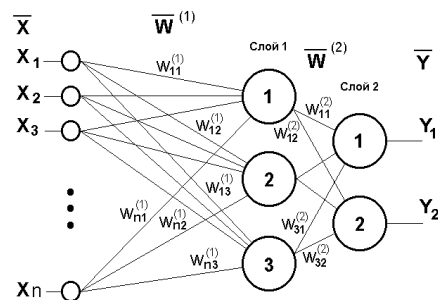 X W(1) Слой 1 W(2) Y
Слой 2
X1 W11(1) 1 W11(2)
X2 W12(1) W12(2) 1 Y1
X3
W13(1) 2
Wn1(1) 2 Y2
Wn2(1) W31(2)
Wn3(1) 3 W32(2)
Xn